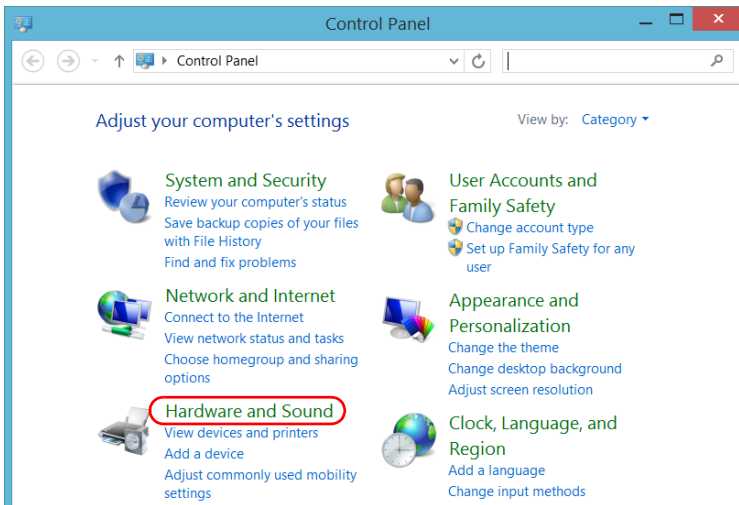 Control Panel
Control Panel
Adjust your computer's settings
View by: Category
System and Security
Review your computer's status
Save backup copies of your files
with File History
Find and fix problems
Network and Internet
Connect to the Internet
View network status and tasks
Choose homegroup and sharing
options
Hardware and Sound
View devices and printers
Add a device
Adjust commonly used mobility
settings
User Accounts and
Family Safety
Change account type
Set up Family Safety for any
user
Appearance and
Personalization
Change the theme
Change desktop background
Adjust screen resolution
Clock, Language, and
Region
Add a language
Change input methods